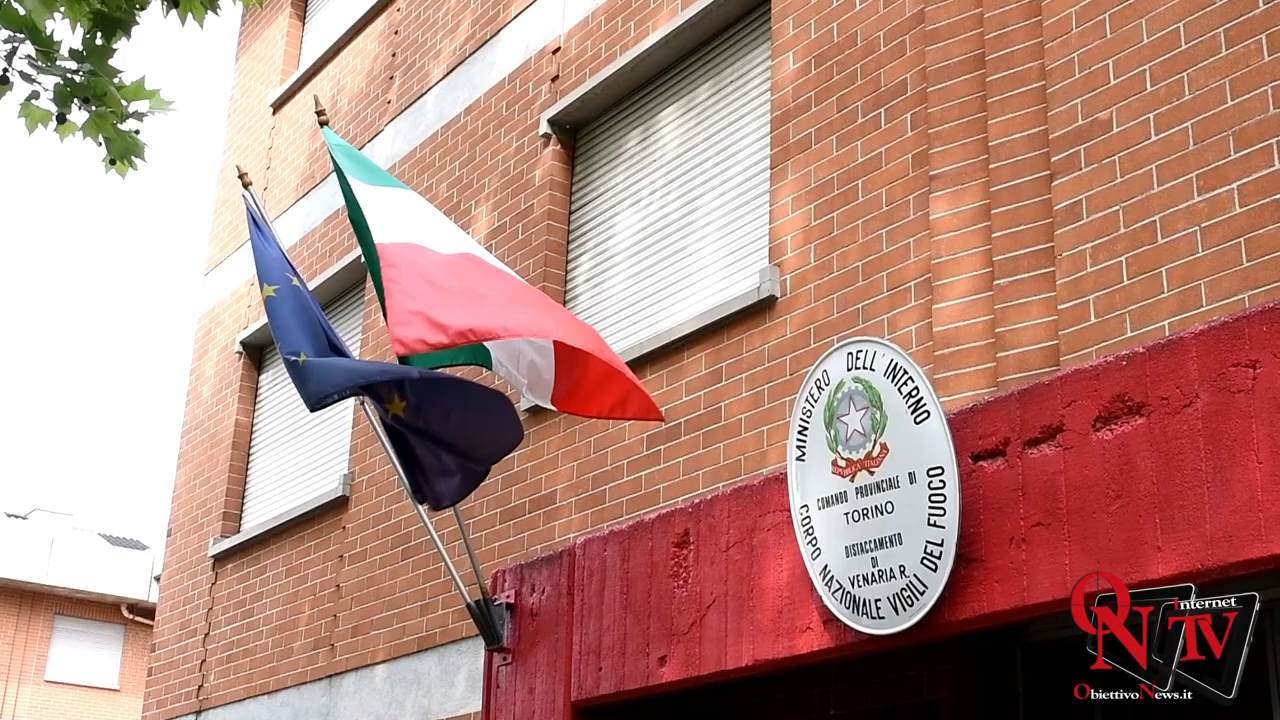 MINISTERO DELL'INTERNO
REPUBBLICA ITALIANA
COMANDO PROVINCIALE DI
TORINO
DISTACCAMENTO
DI
VENARIA R.
CORPO NAZIONALE VIGILI DEL FUOCO
ON
Internet
TV
ObiettivoNews.it